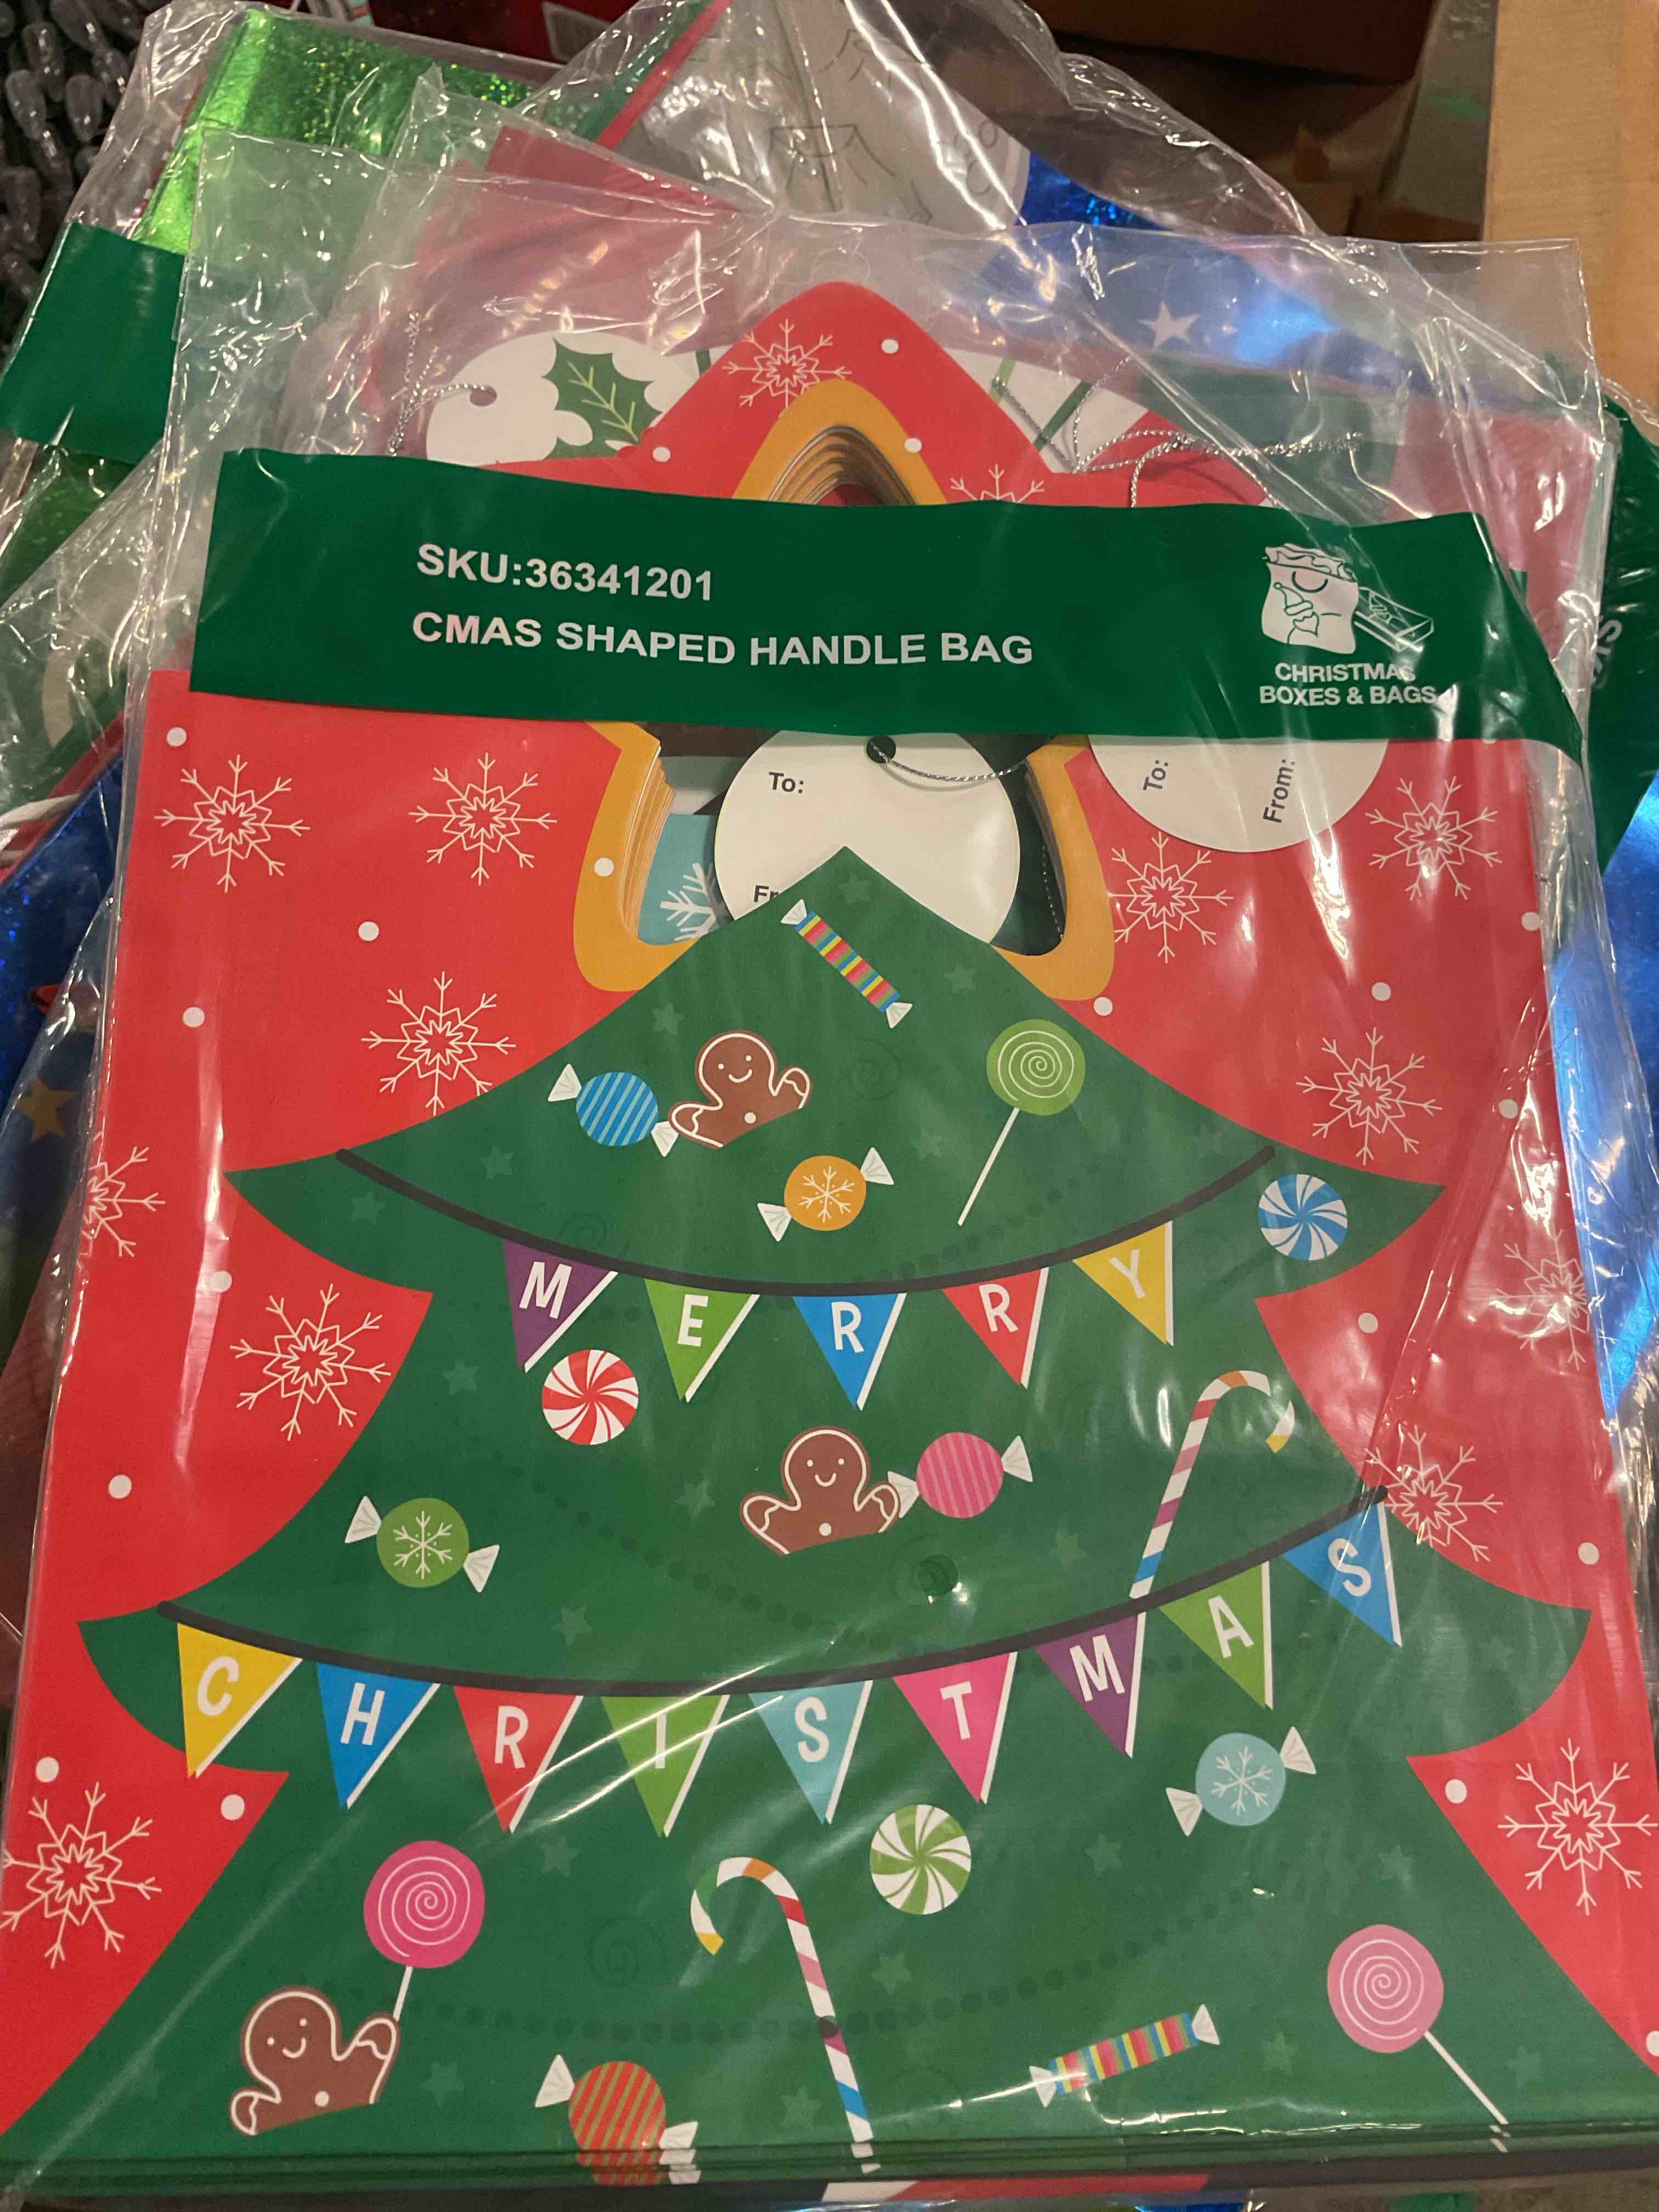 SKU:36341201
CMAS SHAPED HANDLE BAG
CHRISTMAS
BOXES & BAGS
To:
To:
From:
MERRY
CHRISTMAS